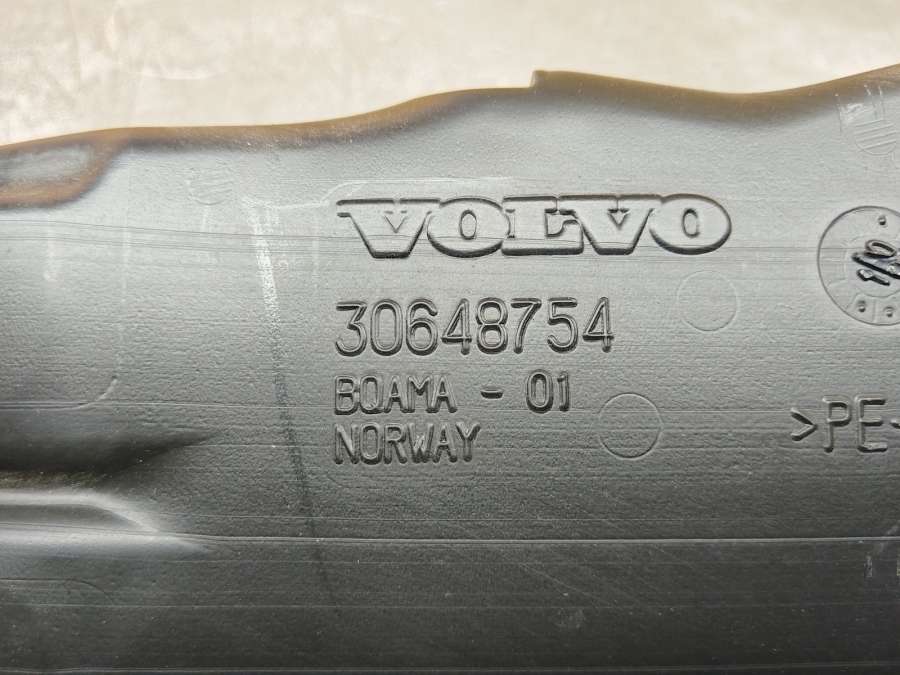 VOLVO
30648754
BQAMA - 01
NORWAY
>PE<